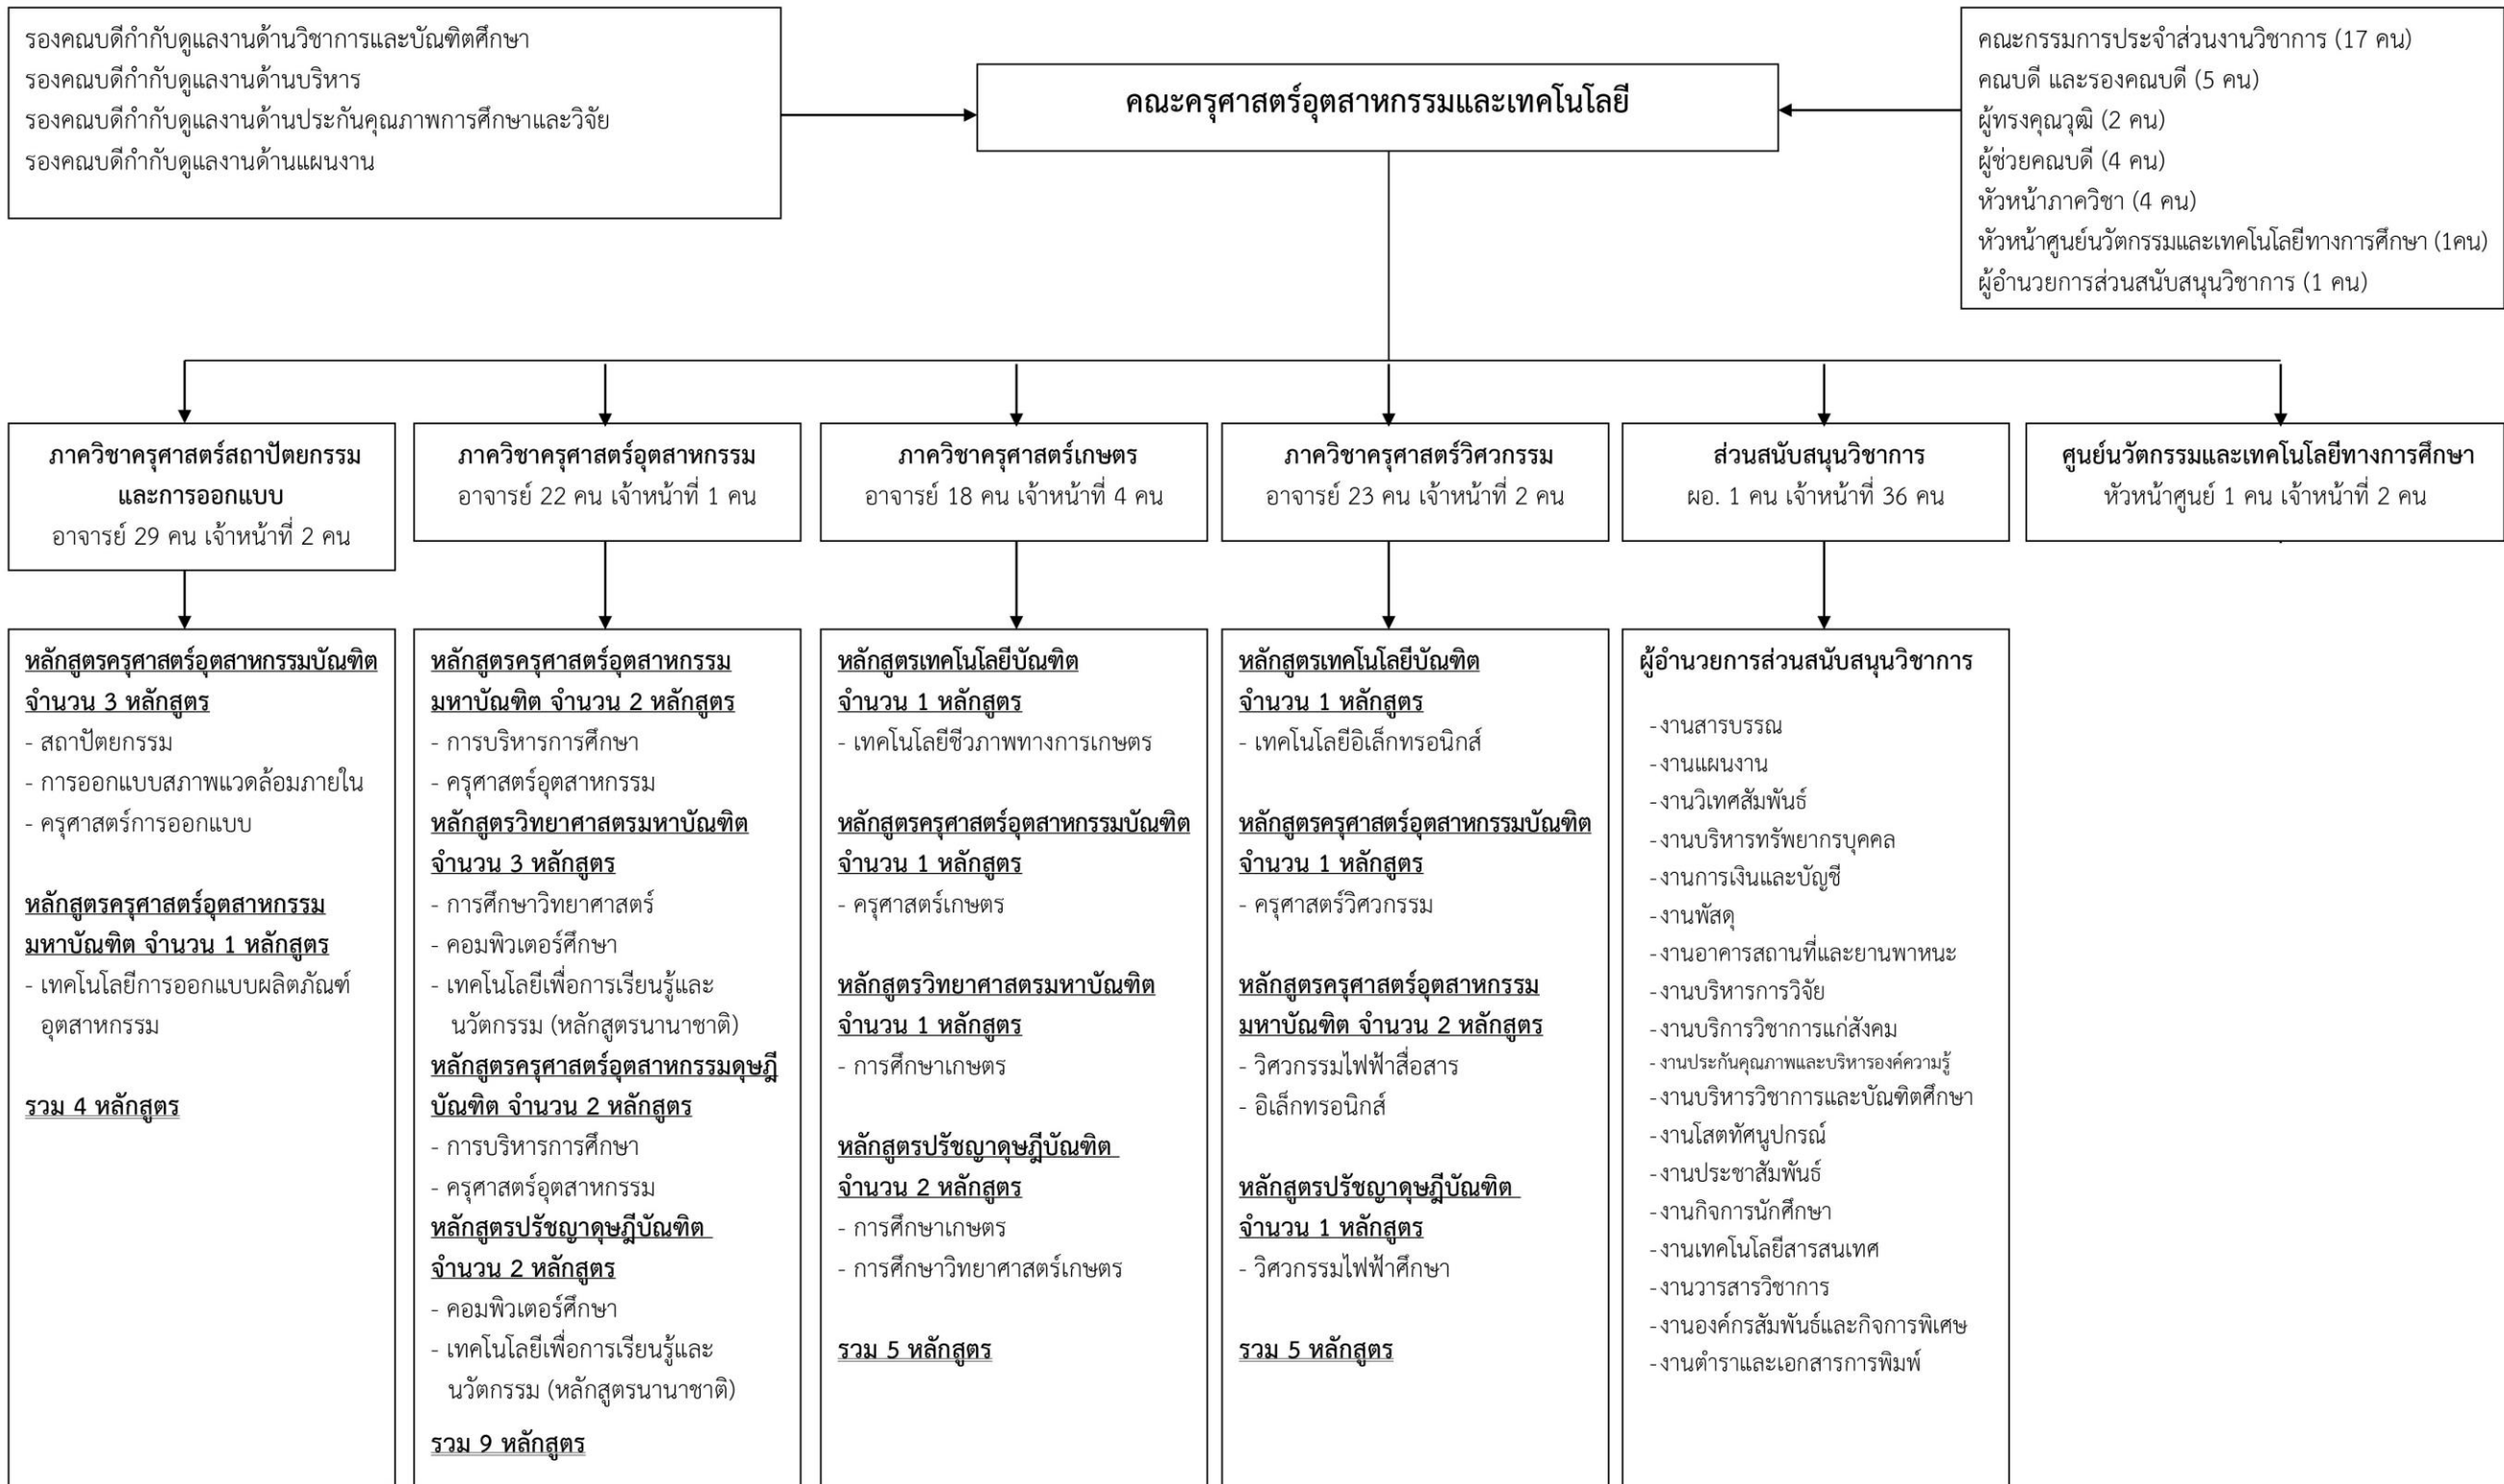 รองคณบดีกำกับดูแลงานด้านวิชาการและบัณฑิตศึกษา
รองคณบดีกำกับดูแลงานด้านบริหาร
รองคณบดีกำกับดูแลงานด้านประกันคุณภาพการศึกษาและวิจัย
รองคณบดีกำกับดูแลงานด้านแผนงาน
คณะครุศาสตร์อุตสาหกรรมและเทคโนโลยี
คณะกรรมการประจำส่วนงานวิชาการ (17 คน)
คณบดี และรองคณบดี (5 คน)
ผู้ทรงคุณวุฒิ (2 คน)
ผู้ช่วยคณบดี (4 คน)
หัวหน้าภาควิชา (4 คน)
หัวหน้าศูนย์นวัตกรรมและเทคโนโลยีทางการศึกษา (1คน)
ผู้อำนวยการส่วนสนับสนุนวิชาการ (1 คน)
ภาควิชาครุศาสตร์สถาปัตยกรรม
และการออกแบบ
อาจารย์ 29 คน เจ้าหน้าที่ 2 คน
ภาควิชาครุศาสตร์อุตสาหกรรม
อาจารย์ 22 คน เจ้าหน้าที่ 1 คน
ภาควิชาครุศาสตร์เกษตร
อาจารย์ 18 คน เจ้าหน้าที่ 4 คน
ภาควิชาครุศาสตร์วิศวกรรม
อาจารย์ 23 คน เจ้าหน้าที่ 2 คน
ส่วนสนับสนุนวิชาการ
ผอ. 1 คน เจ้าหน้าที่ 36 คน
ศูนย์นวัตกรรมและเทคโนโลยีทางการศึกษา
หัวหน้าศูนย์ 1 คน เจ้าหน้าที่ 2 คน
หลักสูตรครุศาสตร์อุตสาหกรรมบัณฑิต
จำนวน 3 หลักสูตร
- สถาปัตยกรรม
- การออกแบบสภาพแวดล้อมภายใน
- ครุศาสตร์การออกแบบ
หลักสูตรครุศาสตร์อุตสาหกรรม
มหาบัณฑิต จำนวน 1 หลักสูตร
- เทคโนโลยีการออกแบบผลิตภัณฑ์
อุตสาหกรรม
รวม 4 หลักสูตร
หลักสูตรครุศาสตร์อุตสาหกรรม
มหาบัณฑิต จำนวน 2 หลักสูตร
- การบริหารการศึกษา
- ครุศาสตร์อุตสาหกรรม
หลักสูตรวิทยาศาสตรมหาบัณฑิต
จำนวน 3 หลักสูตร
- การศึกษาวิทยาศาสตร์
- คอมพิวเตอร์ศึกษา
- เทคโนโลยีเพื่อการเรียนรู้และ
นวัตกรรม (หลักสูตรนานาชาติ)
หลักสูตรครุศาสตร์อุตสาหกรรมดุษฎี
บัณฑิต จำนวน 2 หลักสูตร
- การบริหารการศึกษา
- ครุศาสตร์อุตสาหกรรม
หลักสูตรปรัชญาดุษฎีบัณฑิต
จำนวน 2 หลักสูตร
- คอมพิวเตอร์ศึกษา
- เทคโนโลยีเพื่อการเรียนรู้และ
นวัตกรรม (หลักสูตรนานาชาติ)
รวม 9 หลักสูตร
หลักสูตรเทคโนโลยีบัณฑิต
จำนวน 1 หลักสูตร
- เทคโนโลยีชีวภาพทางการเกษตร
หลักสูตรครุศาสตร์อุตสาหกรรมบัณฑิต
จำนวน 1 หลักสูตร
- ครุศาสตร์เกษตร
หลักสูตรวิทยาศาสตรมหาบัณฑิต
จำนวน 1 หลักสูตร
- การศึกษาเกษตร
หลักสูตรปรัชญาดุษฎีบัณฑิต
จำนวน 2 หลักสูตร
- การศึกษาเกษตร
- การศึกษาวิทยาศาสตร์เกษตร
รวม 5 หลักสูตร
หลักสูตรเทคโนโลยีบัณฑิต
จำนวน 1 หลักสูตร
- เทคโนโลยีอิเล็กทรอนิกส์
หลักสูตรครุศาสตร์อุตสาหกรรมบัณฑิต
จำนวน 1 หลักสูตร
- ครุศาสตร์วิศวกรรม
หลักสูตรครุศาสตร์อุตสาหกรรม
มหาบัณฑิต จำนวน 2 หลักสูตร
- วิศวกรรมไฟฟ้าสื่อสาร
- อิเล็กทรอนิกส์
หลักสูตรปรัชญาดุษฎีบัณฑิต
จำนวน 1 หลักสูตร
- วิศวกรรมไฟฟ้าศึกษา
รวม 5 หลักสูตร
ผู้อำนวยการส่วนสนับสนุนวิชาการ
-งานสารบรรณ
-งานแผนงาน
-งานวิเทศสัมพันธ์
-งานบริหารทรัพยากรบุคคล
-งานการเงินและบัญชี
-งานพัสดุ
-งานอาคารสถานที่และยานพาหนะ
-งานบริหารการวิจัย
-งานบริการวิชาการแก่สังคม
-งานประกันคุณภาพและบริหารองค์ความรู้
-งานบริหารวิชาการและบัณฑิตศึกษา
-งานโสตทัศนูปกรณ์
-งานประชาสัมพันธ์
-งานกิจการนักศึกษา
-งานเทคโนโลยีสารสนเทศ
-งานวารสารวิชาการ
-งานองค์กรสัมพันธ์และกิจการพิเศษ
-งานตำราและเอกสารการพิมพ์